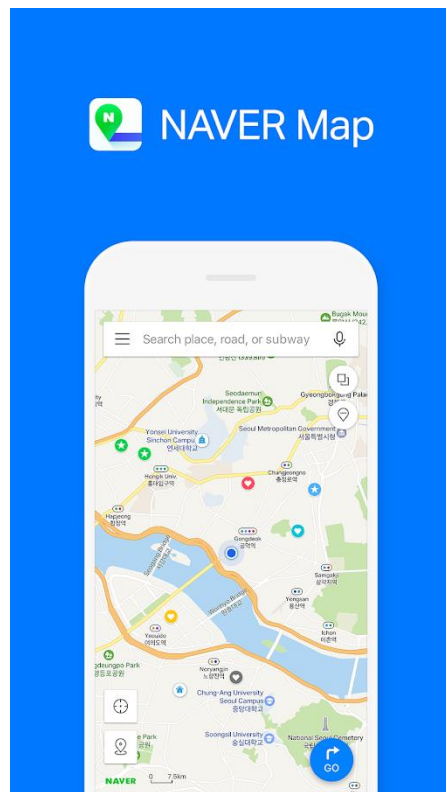 N
NAVER Map
Search place, road, or subway
Seodaemun
Independence Park
서대문 독립공원
Yonsei University
Sinchon Campus
연세대학교
Seoul Metropolitan Government
서울특별시청
Hongik Univ.
홍대입구역
Chungjeongno
충정로역
Hapjeong
합정역
Gongdeok
공덕역
Samgakji
삼각지역
Yongsan
용산역
Ichon
이촌역
Yeouido
여의도역
Noryangjin
노량진역
Chung-Ang University
Seoul Campus
중앙대학교
Soongsil University
숭실대학교
National Seoul Cemetery
GO
NAVER
0 7.5km